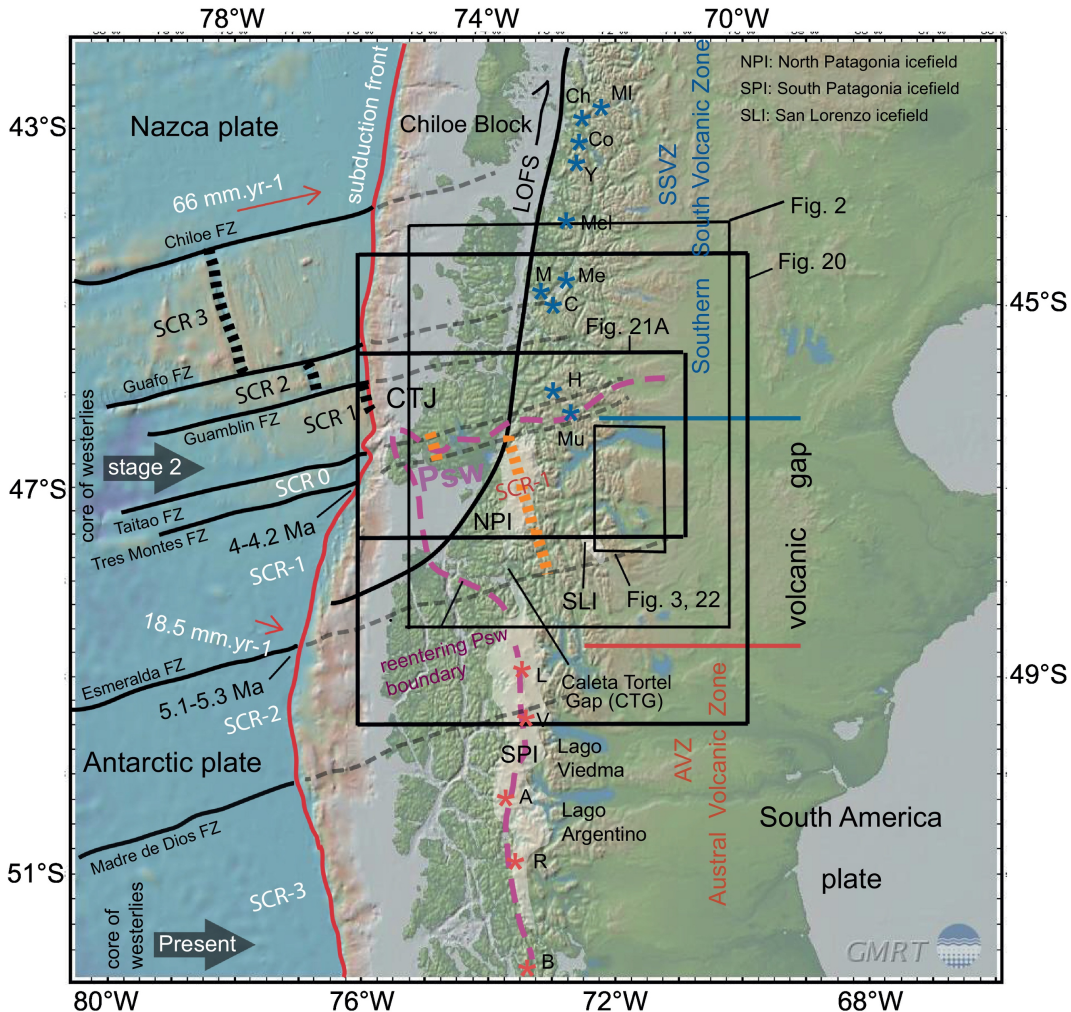 78°W
74°W
70°W
43°S
45°S
47°S
49°S
51°S
Nazca plate
subduction front
Chiloe Block
Ch
MI
Co
Y
LOFS
NPI: North Patagonia icefield
SPI: South Patagonia icefield
SLI: San Lorenzo icefield
SSVZ
Southern South Volcanic Zone
66 mm.yr-1
Chiloe FZ
Mel
Fig. 2
Fig. 20
M
Me
C
SCR 3
Fig. 21A
Guafo FZ
SCR 2
CTJ
H
SCR 1
Guamblin FZ
Mu
core of westerlies
stage 2
Psw
SCR 0
SCR-1
gap
Taitao FZ
Tres Montes FZ
4-4.2 Ma
NPI
SCR-1
volcanic
SLI
Fig. 3, 22
18.5 mm.yr-1
reentering Psw
boundary
Esmeralda FZ
5.1-5.3 Ma
L
Caleta Tortel
Gap (CTG)
SCR-2
V
Antarctic plate
SPI
Lago
Viedma
AVZ
Austral Volcanic Zone
A
Lago
Argentino
South America
plate
Madre de Dios FZ
R
SCR-3
core of
westerlies
Present
B
GMRT
80°W
76°W
72°W
68°W